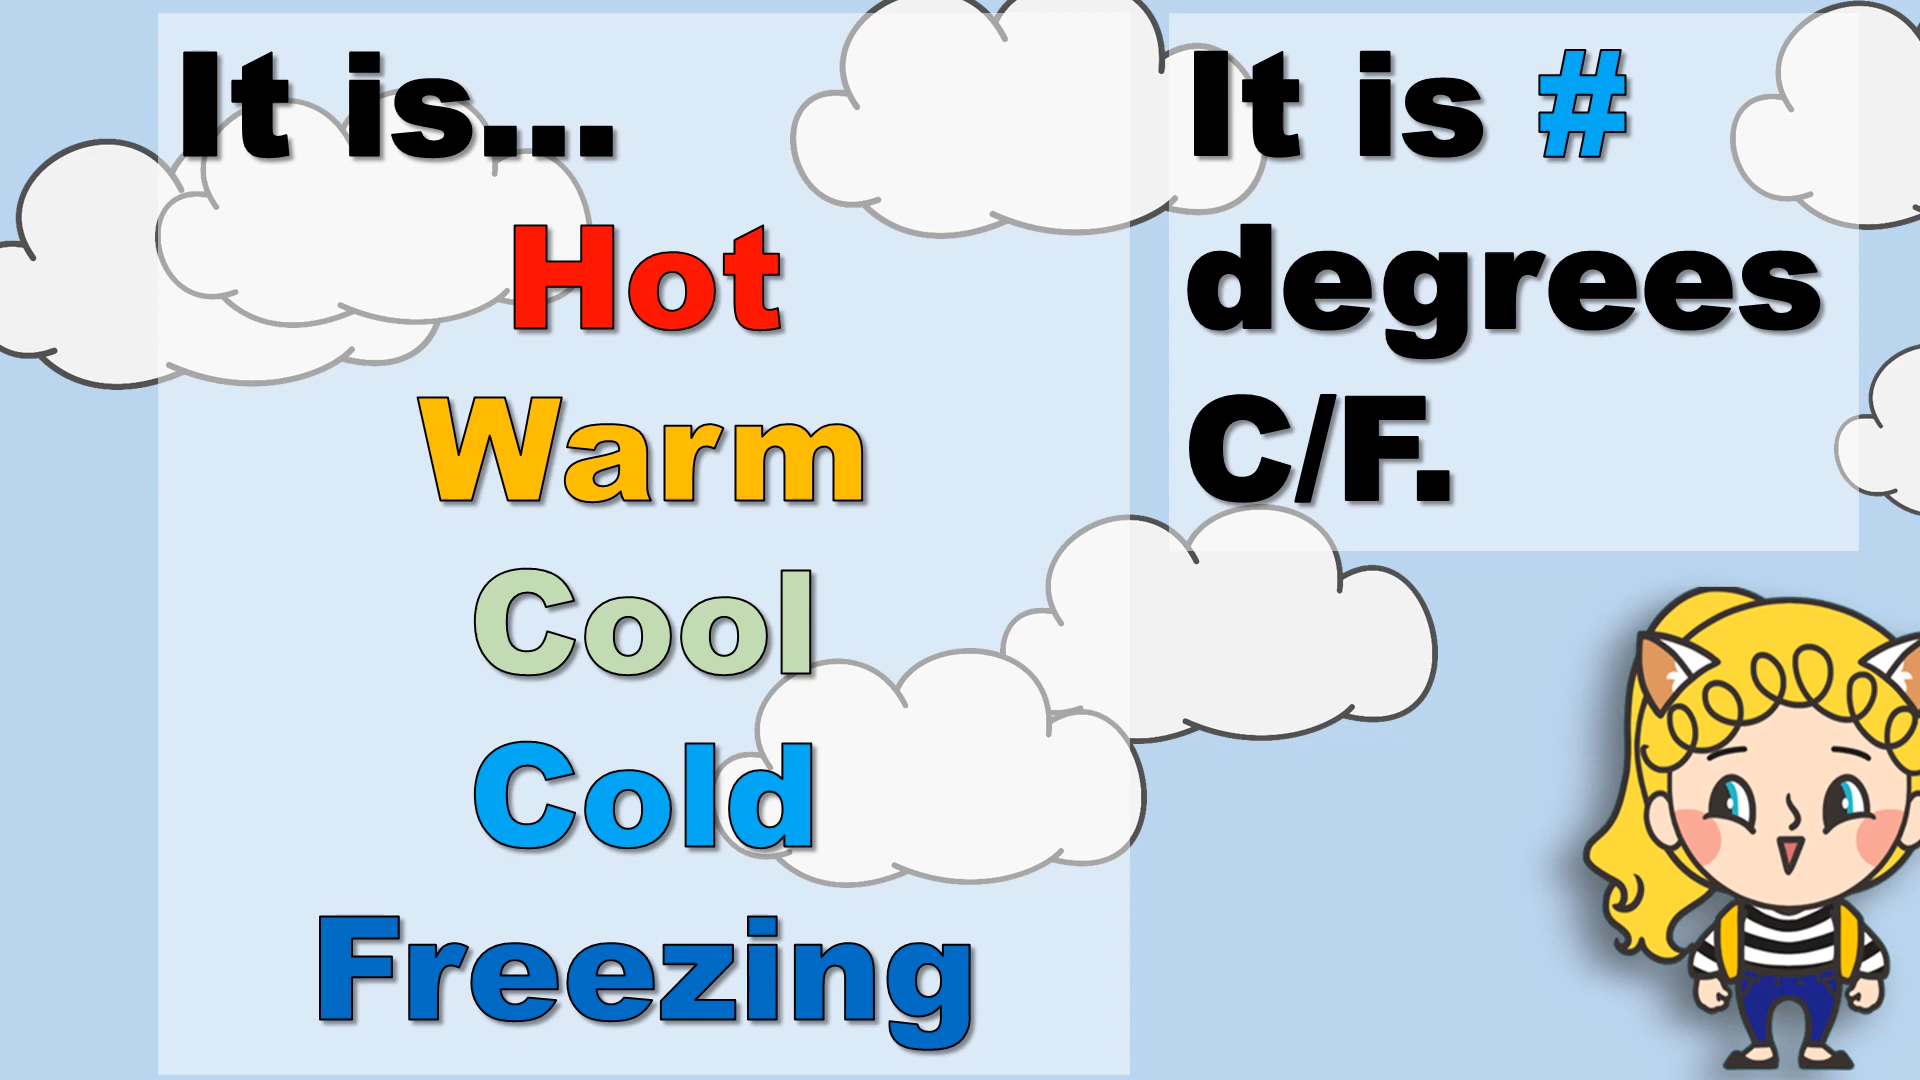 It is...
Hot
Warm
Cool
Cold
Freezing
It is #
degrees
C/F.